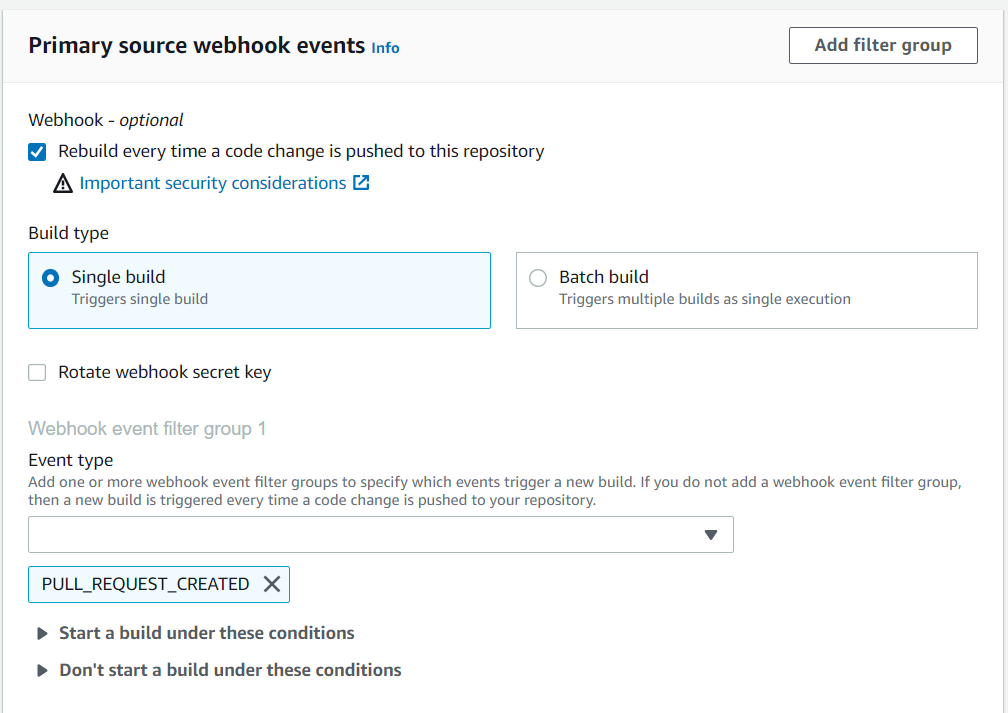 Primary source webhook events Info
Add filter group
Webhook - optional
Rebuild every time a code change is pushed to this repository
Important security considerations
Build type
Single build
Triggers single build
Batch build
Triggers multiple builds as single execution
Rotate webhook secret key
Webhook event filter group 1
Event type
Add one or more webhook event filter groups to specify which events trigger a new build. If you do not add a webhook event filter group,
then a new build is triggered every time a code change is pushed to your repository.
PULL_REQUEST_CREATED
Start a build under these conditions
Don't start a build under these conditions